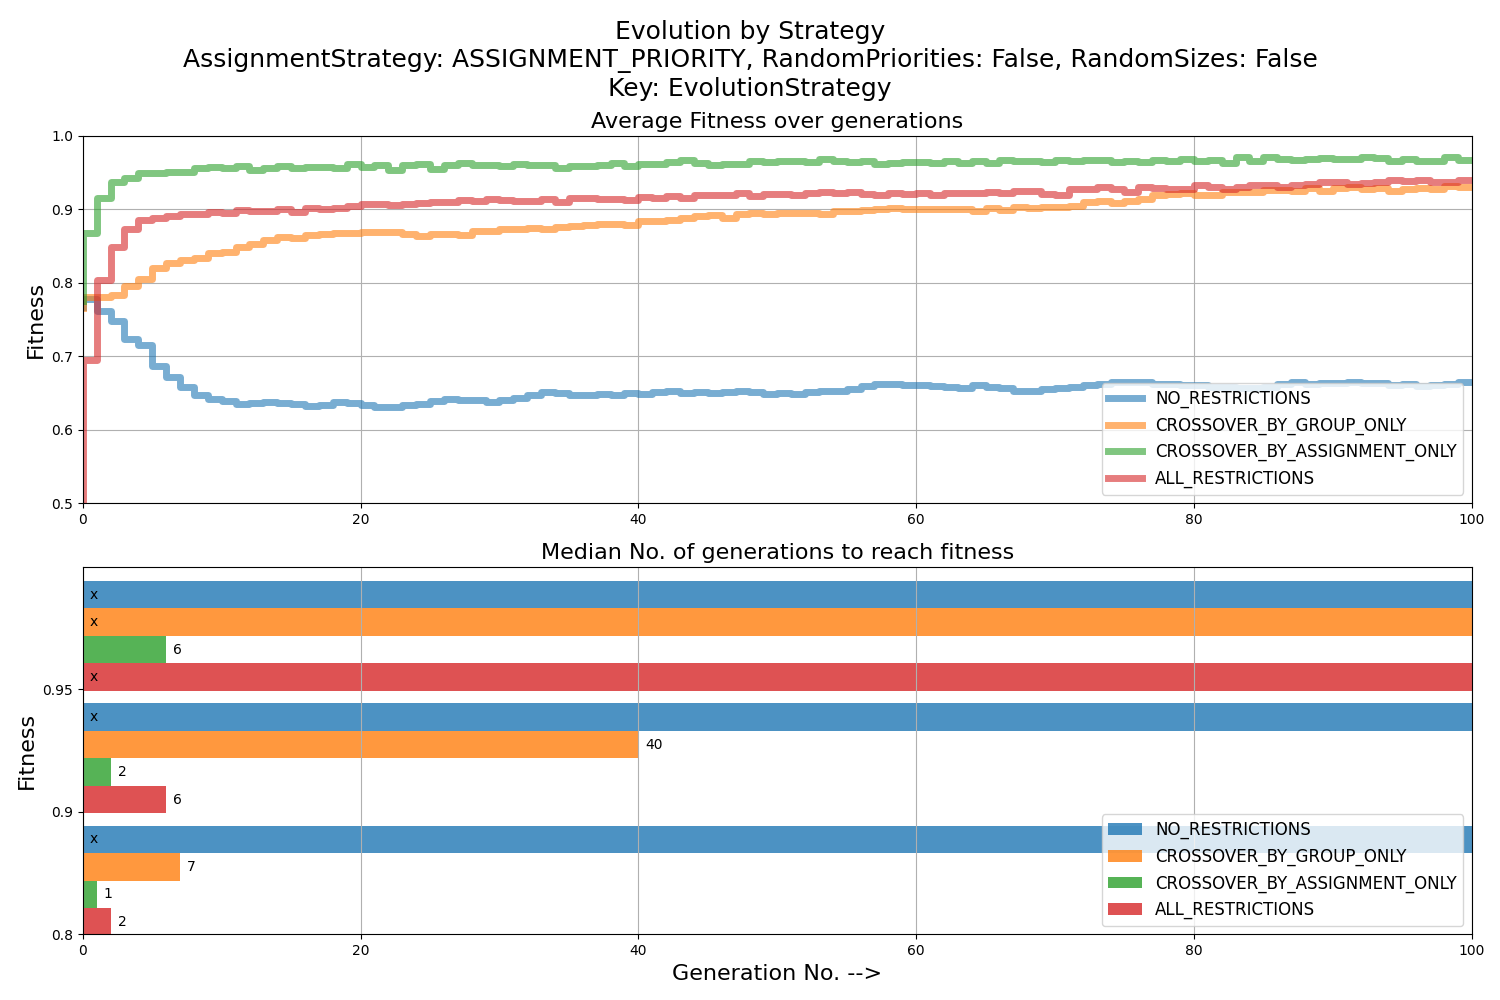 Evolution by Strategy
AssignmentStrategy: ASSIGNMENT_PRIORITY, RandomPriorities: False, RandomSizes: False
Key: EvolutionStrategy
Average Fitness over generations
1.0
0.9
0.8
0.7
0.6
0.5
Fitness
NO_RESTRICTIONS
CROSSOVER_BY_GROUP_ONLY
CROSSOVER_BY_ASSIGNMENT_ONLY
ALL_RESTRICTIONS
0 20 40 60 80 100
Median No. of generations to reach fitness
x
x
6
x
0.95
x
40
2
6
0.9
x
7
1
2
0.8
Fitness
NO_RESTRICTIONS
CROSSOVER_BY_GROUP_ONLY
CROSSOVER_BY_ASSIGNMENT_ONLY
ALL_RESTRICTIONS
0 20 40 60 80 100
Generation No. -->